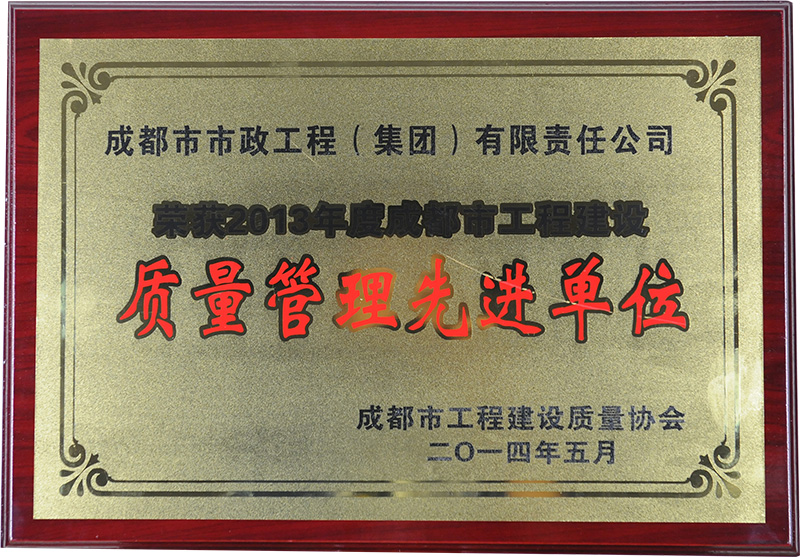 成都市市政工程（集团）有限责任公司
荣获2013年度成都市工程建设
质量管理先进单位
成都市工程建设质量协会
二〇一四年五月